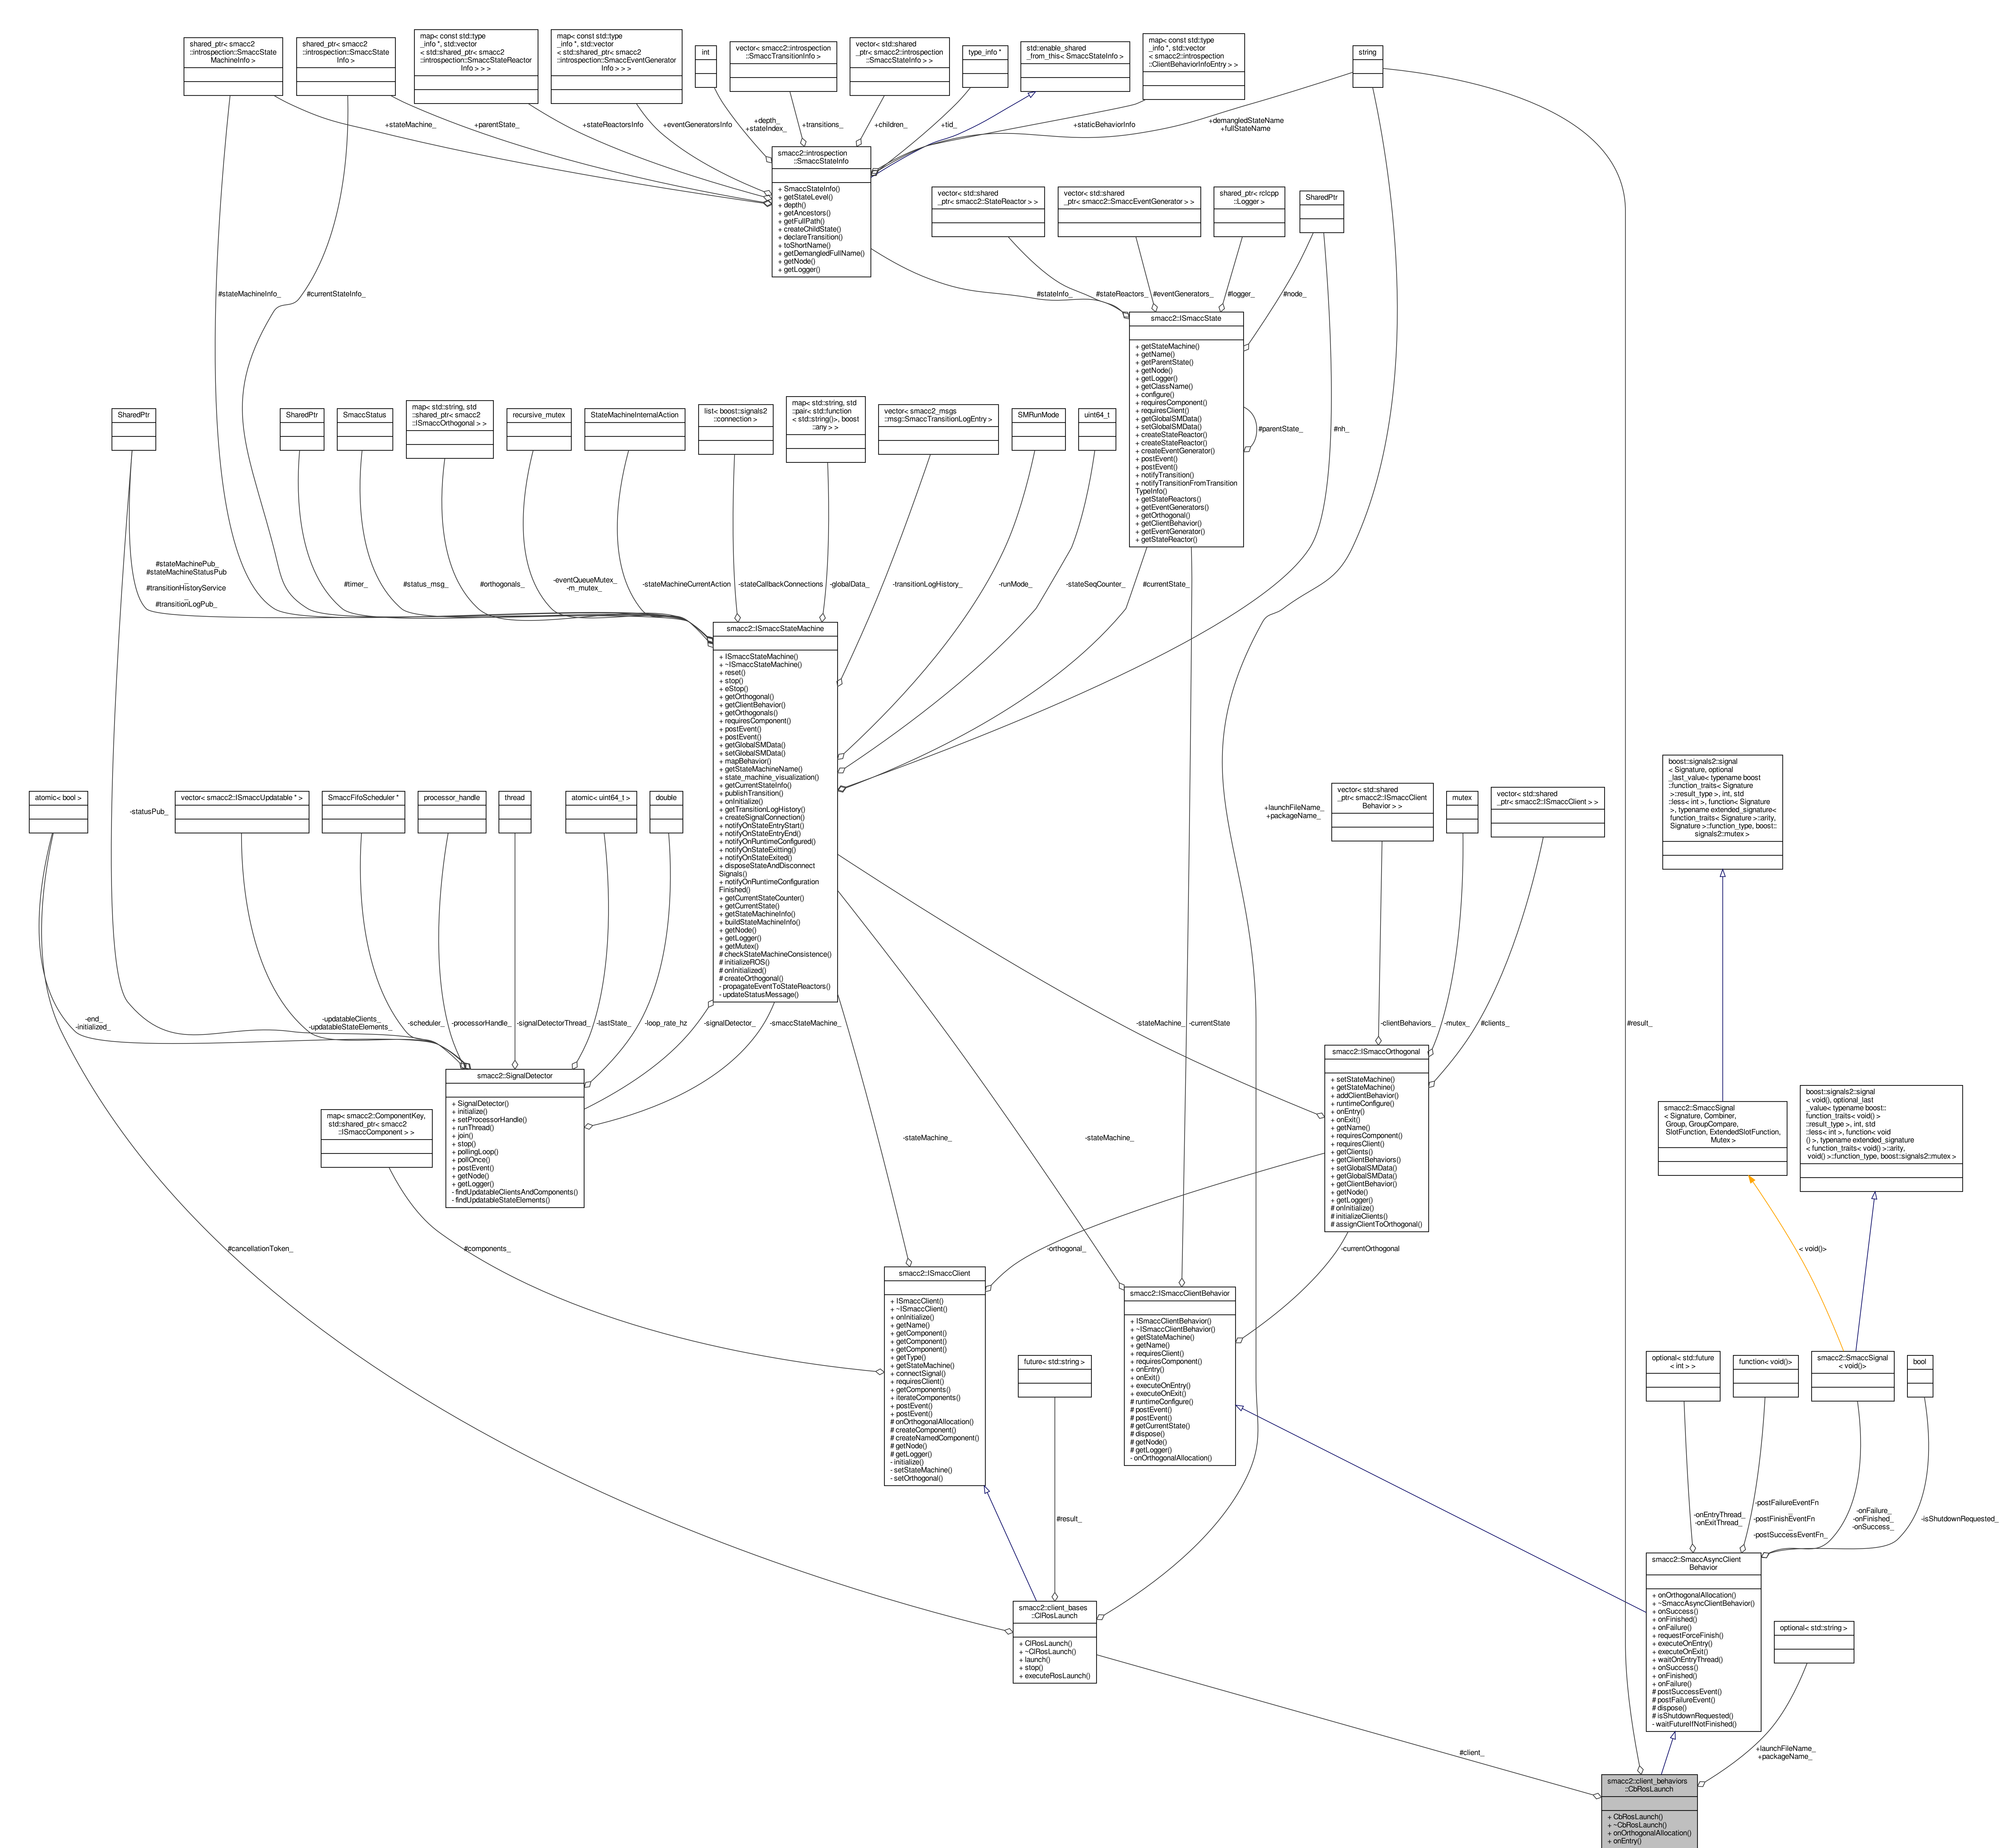 shared_ptr< smacc2
::introspection::SmaccState
MachineInfo >
shared_ptr< smacc2
::introspection::SmaccState
Info >
map< const std::type
_info *, std::vector
< std::shared_ptr< smacc2
::introspection::SmaccStateReactor
Info > > >
map< const std::type
_info *, std::vector
< std::shared_ptr< smacc2
::introspection::SmaccEventGenerator
Info > > >
int
vector< smacc2::introspection
::SmaccTransitionInfo >
vector< std::shared
_ptr< smacc2::introspection
::SmaccStateInfo > >
type_info *
std::enable_shared
_from_this< SmaccStateInfo >
map< const std::type
_info *, std::vector
< smacc2::introspection
::ClientBehaviorInfoEntry > >
string
+stateMachine_
+parentState_
+stateReactorsInfo
+eventGeneratorsInfo
+depth_
+stateIndex_
+transitions_
+children_
+tid_
+staticBehaviorInfo
+demangledStateName
+fullStateName
smacc2::introspection
::SmaccStateInfo
+ SmaccStateInfo()
+ getStateLevel()
+ depth()
+ getAncestors()
+ getFullPath()
+ createChildState()
+ declareTransition()
+ toShortName()
+ getDemangledFullName()
+ getNode()
+ getLogger()
vector< std::shared
_ptr< smacc2::StateReactor > >
vector< std::shared
_ptr< smacc2::SmaccEventGenerator > >
shared_ptr< rclcpp
::Logger >
SharedPtr
#stateMachineInfo_
#currentStateInfo_
#stateInfo_
#stateReactors_
#eventGenerators_
#logger_
#node_
smacc2::ISmaccState
+ getStateMachine()
+ getName()
+ getParentState()
+ getNode()
+ getLogger()
+ getClassName()
+ configure()
+ requiresComponent()
+ requiresClient()
+ getGlobalSMData()
+ setGlobalSMData()
+ createStateReactor()
+ createStateReactor()
+ createEventGenerator()
+ postEvent()
+ postEvent()
+ notifyTransition()
+ notifyTransitionFromTransition
TypeInfo()
+ getStateReactors()
+ getEventGenerators()
+ getOrthogonal()
+ getClientBehavior()
+ getEventGenerator()
+ getStateReactor()
#parentState_
#nh_
SharedPtr
SharedPtr
SmaccStatus
map< std::string, std
::shared_ptr< smacc2
::ISmaccOrthogonal > >
recursive_mutex
StateMachineInternalAction
list< boost::signals2
::connection >
map< std::string, std
::pair< std::function
< std::string()>, boost
::any > >
vector< smacc2_msgs
::msg::SmaccTransitionLogEntry >
SMRunMode
uint64_t
#stateMachinePub_
#stateMachineStatusPub
_
#transitionHistoryService
_
#transitionLogPub_
#timer_
#status_msg_
#orthogonals_
-eventQueueMutex_
-m_mutex_
-stateMachineCurrentAction
-stateCallbackConnections
-globalData_
-transitionLogHistory_
-runMode_
-stateSeqCounter_
#currentState_
smacc2::ISmaccStateMachine
+ ISmaccStateMachine()
+ ~ISmaccStateMachine()
+ reset()
+ stop()
+ eStop()
+ getOrthogonal()
+ getClientBehavior()
+ getOrthogonals()
+ requiresComponent()
+ postEvent()
+ postEvent()
+ getGlobalSMData()
+ setGlobalSMData()
+ mapBehavior()
+ getStateMachineName()
+ state_machine_visualization()
+ getCurrentStateInfo()
+ publishTransition()
+ onInitialize()
+ getTransitionLogHistory()
+ createSignalConnection()
+ notifyOnStateEntryStart()
+ notifyOnStateEntryEnd()
+ notifyOnRuntimeConfigured()
+ notifyOnStateExitting()
+ notifyOnStateExited()
+ disposeStateAndDisconnect
Signals()
+ notifyOnRuntimeConfiguration
Finished()
+ getCurrentStateCounter()
+ getCurrentState()
+ getStateMachineInfo()
+ buildStateMachineInfo()
+ getNode()
+ getLogger()
+ getMutex()
# checkStateMachineConsistence()
# initializeROS()
# onInitialized()
# createOrthogonal()
- propagateEventToStateReactors()
- updateStatusMessage()
atomic< bool >
-statusPub_
vector< smacc2::ISmaccUpdatable * >
SmaccFifoScheduler *
processor_handle
thread
atomic< uint64_t >
double
+launchFileName_
+packageName_
vector< std::shared
_ptr< smacc2::ISmaccClient
Behavior > >
mutex
vector< std::shared
_ptr< smacc2::ISmaccClient > >
boost::signals2::signal
< Signature, optional
_last_value< typename boost
::function_traits< Signature
>::result_type >, int, std
::less< int >, function< Signature
>, typename extended_signature<
function_traits< Signature >::arity,
Signature >::function_type, boost::
signals2::mutex >
-end_
-initialized_
-updatableClients_
-updatableStateElements_
-scheduler_
-processorHandle_
-signalDetectorThread_
-lastState_
-loop_rate_hz
-signalDetector_
-smaccStateMachine_
-stateMachine_
-currentState
-clientBehaviors_
-mutex_
#clients_
#result_
smacc2::SignalDetector
+ SignalDetector()
+ initialize()
+ setProcessorHandle()
+ runThread()
+ join()
+ stop()
+ pollingLoop()
+ pollOnce()
+ postEvent()
+ getNode()
+ getLogger()
- findUpdatableClientsAndComponents()
- findUpdatableStateElements()
smacc2::ISmaccOrthogonal
+ setStateMachine()
+ getStateMachine()
+ addClientBehavior()
+ runtimeConfigure()
+ onEntry()
+ onExit()
+ getName()
+ requiresComponent()
+ requiresClient()
+ getClients()
+ getClientBehaviors()
+ setGlobalSMData()
+ getGlobalSMData()
+ getClientBehavior()
+ getNode()
+ getLogger()
# onInitialize()
# initializeClients()
# assignClientToOrthogonal()
map< smacc2::ComponentKey,
std::shared_ptr< smacc2
::ISmaccComponent > >
-stateMachine_
-stateMachine_
smacc2::SmaccSignal
< Signature, Combiner,
Group, GroupCompare,
SlotFunction, ExtendedSlotFunction,
Mutex >
boost::signals2::signal
< void(), optional_last
_value< typename boost::
function_traits< void() >
::result_type >, int, std
::less< int >, function< void
() >, typename extended_signature
< function_traits< void() >::arity,
void() >::function_type, boost::signals2::mutex >
#cancellationToken_
#components_
-orthogonal_
-currentOrthogonal
< void()>
smacc2::ISmaccClient
+ ISmaccClient()
+ ~ISmaccClient()
+ onInitialize()
+ getName()
+ getComponent()
+ getComponent()
+ getComponent()
+ getType()
+ getStateMachine()
+ connectSignal()
+ requiresClient()
+ getComponents()
+ iterateComponents()
+ postEvent()
+ postEvent()
# onOrthogonalAllocation()
# createComponent()
# createNamedComponent()
# getNode()
# getLogger()
- initialize()
- setStateMachine()
- setOrthogonal()
smacc2::ISmaccClientBehavior
+ ISmaccClientBehavior()
+ ~ISmaccClientBehavior()
+ getStateMachine()
+ getName()
+ requiresClient()
+ requiresComponent()
+ onEntry()
+ onExit()
+ executeOnEntry()
+ executeOnExit()
# runtimeConfigure()
# postEvent()
# postEvent()
# getCurrentState()
# dispose()
# getNode()
# getLogger()
- onOrthogonalAllocation()
future< std::string >
optional< std::future
< int > >
function< void()>
smacc2::SmaccSignal
< void()>
bool
#result_
-onEntryThread_
-onExitThread_
-postFailureEventFn
_
-postFinishEventFn
_
-postSuccessEventFn_
-onFailure_
-onFinished_
-onSuccess_
-isShutdownRequested_
smacc2::SmaccAsyncClient
Behavior
+ onOrthogonalAllocation()
+ ~SmaccAsyncClientBehavior()
+ onSuccess()
+ onFinished()
+ onFailure()
+ requestForceFinish()
+ executeOnEntry()
+ executeOnExit()
+ waitOnEntryThread()
+ onSuccess()
+ onFinished()
+ onFailure()
# postSuccessEvent()
# postFailureEvent()
# dispose()
# isShutdownRequested()
- waitFutureIfNotFinished()
smacc2::client_bases
::ClRosLaunch
+ ClRosLaunch()
+ ~ClRosLaunch()
+ launch()
+ stop()
+ executeRosLaunch()
optional< std::string >
#client_
+launchFileName_
+packageName_
smacc2::client_behaviors
::CbRosLaunch
+ CbRosLaunch()
+ ~CbRosLaunch()
+ onOrthogonalAllocation()
+ onEntry()